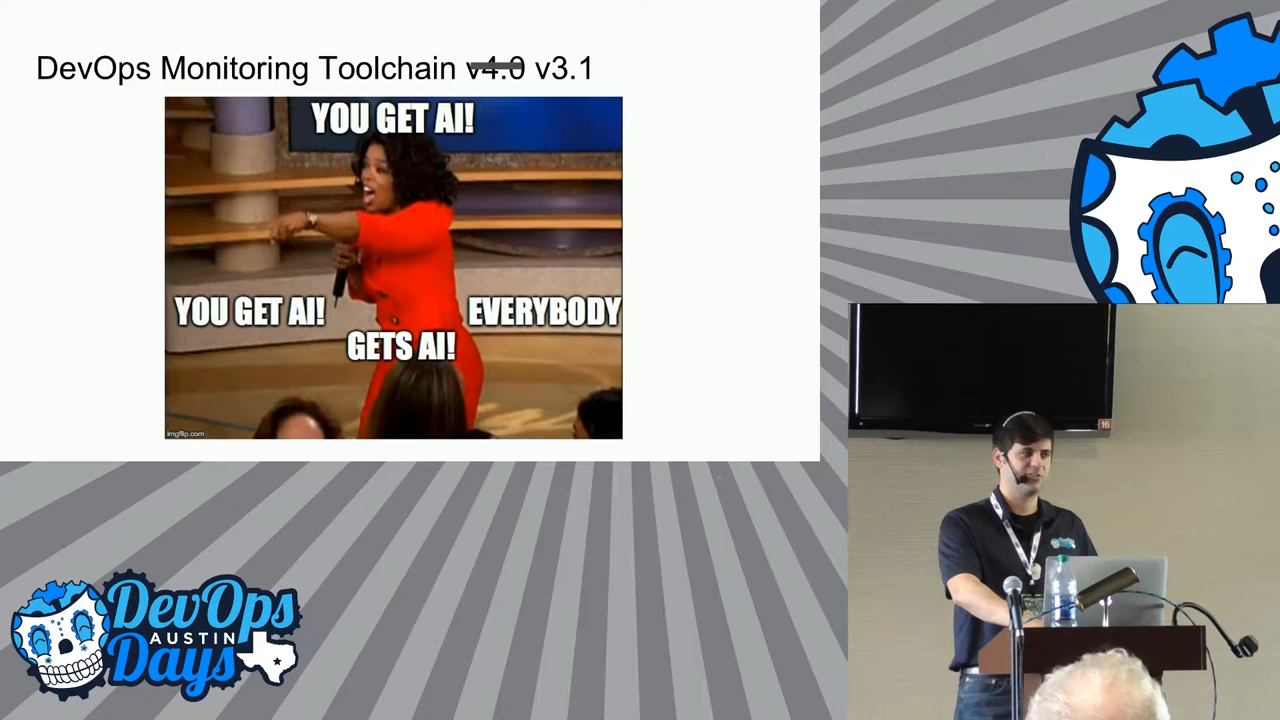 DevOps Monitoring Toolchain v4.0 v3.1
YOU GET AI!
YOU GET AI!
EVERYBODY
GETS AI!
imgflip.com
16
DevOps
AUSTIN
Days